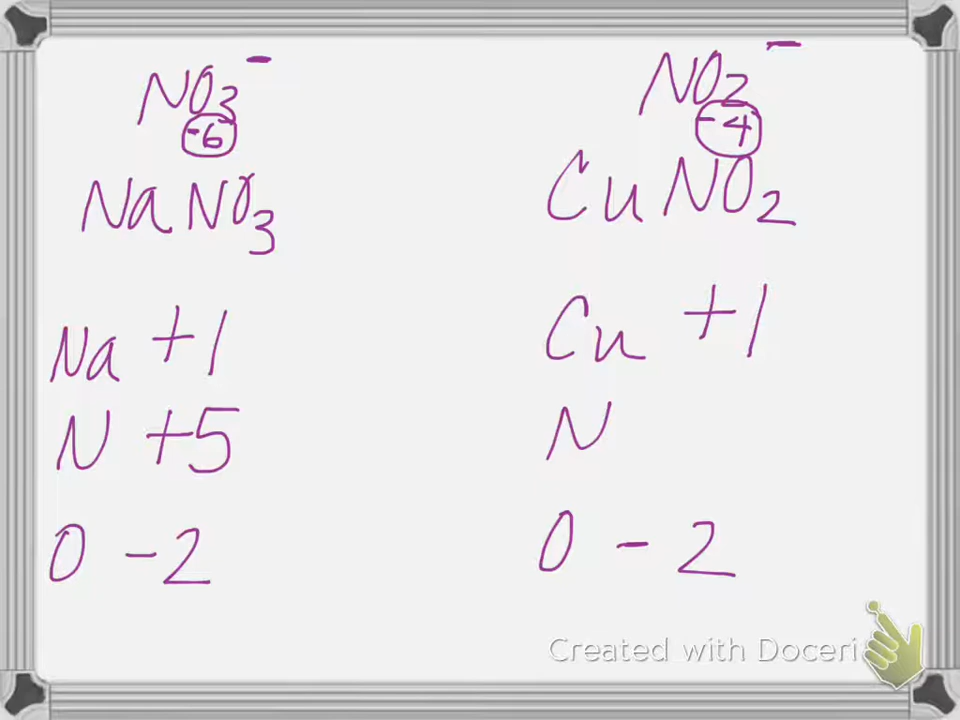 NO3-
-6
NaNO3
Na +1
N +5
O -2
NO2-
-4
CuNO2
Cu +1
N
O -2
Created with Doceri